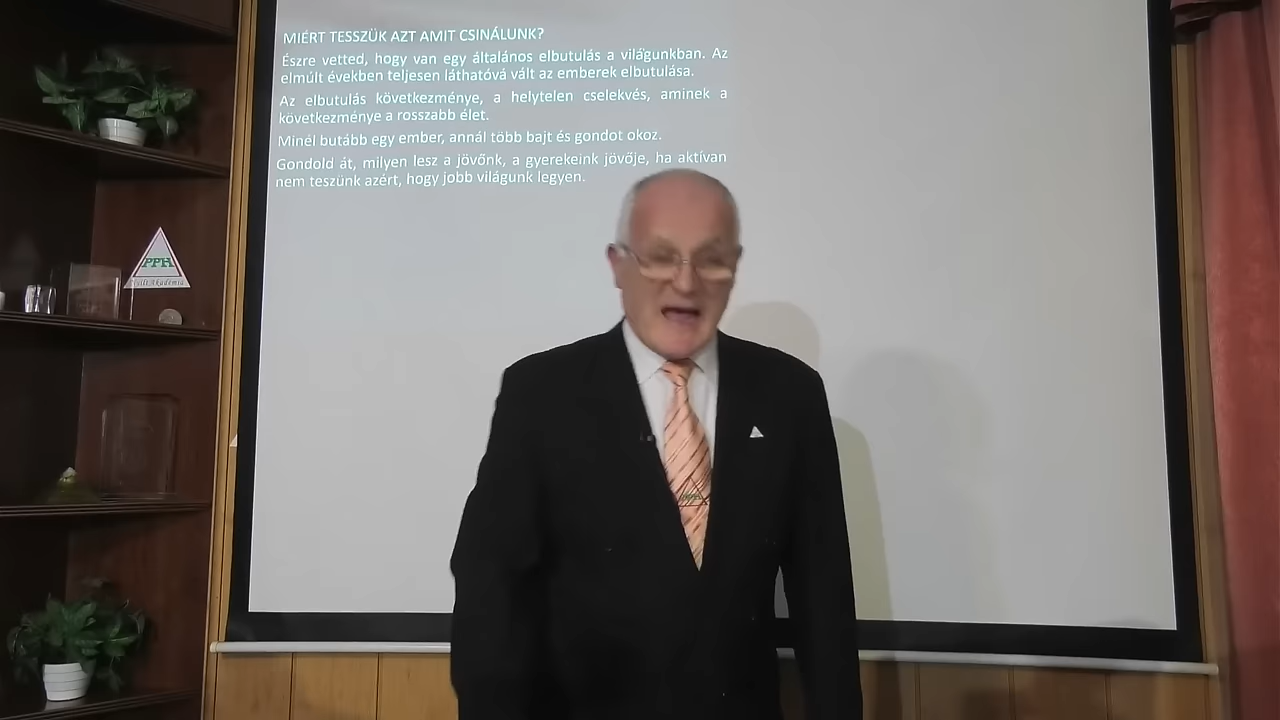 MIÉRT TESSZÜK AZT AMIT CSINÁLUNK?
Észre vetted, hogy van egy általános elbutulás a világunkban. Az
elmúlt években teljesen láthatóvá vált az emberek elbutulása.
Az elbutulás következménye, a helytelen cselekvés, aminek a
következménye a rosszabb élet.
Minél butább egy ember, annál több bajt és gondot okoz.
Gondold át, milyen lesz a jövőnk, a gyerekeink jövője, ha aktívan
nem teszünk azért, hogy jobb világunk legyen.
PPH
Nyílt Akadémia
PPH